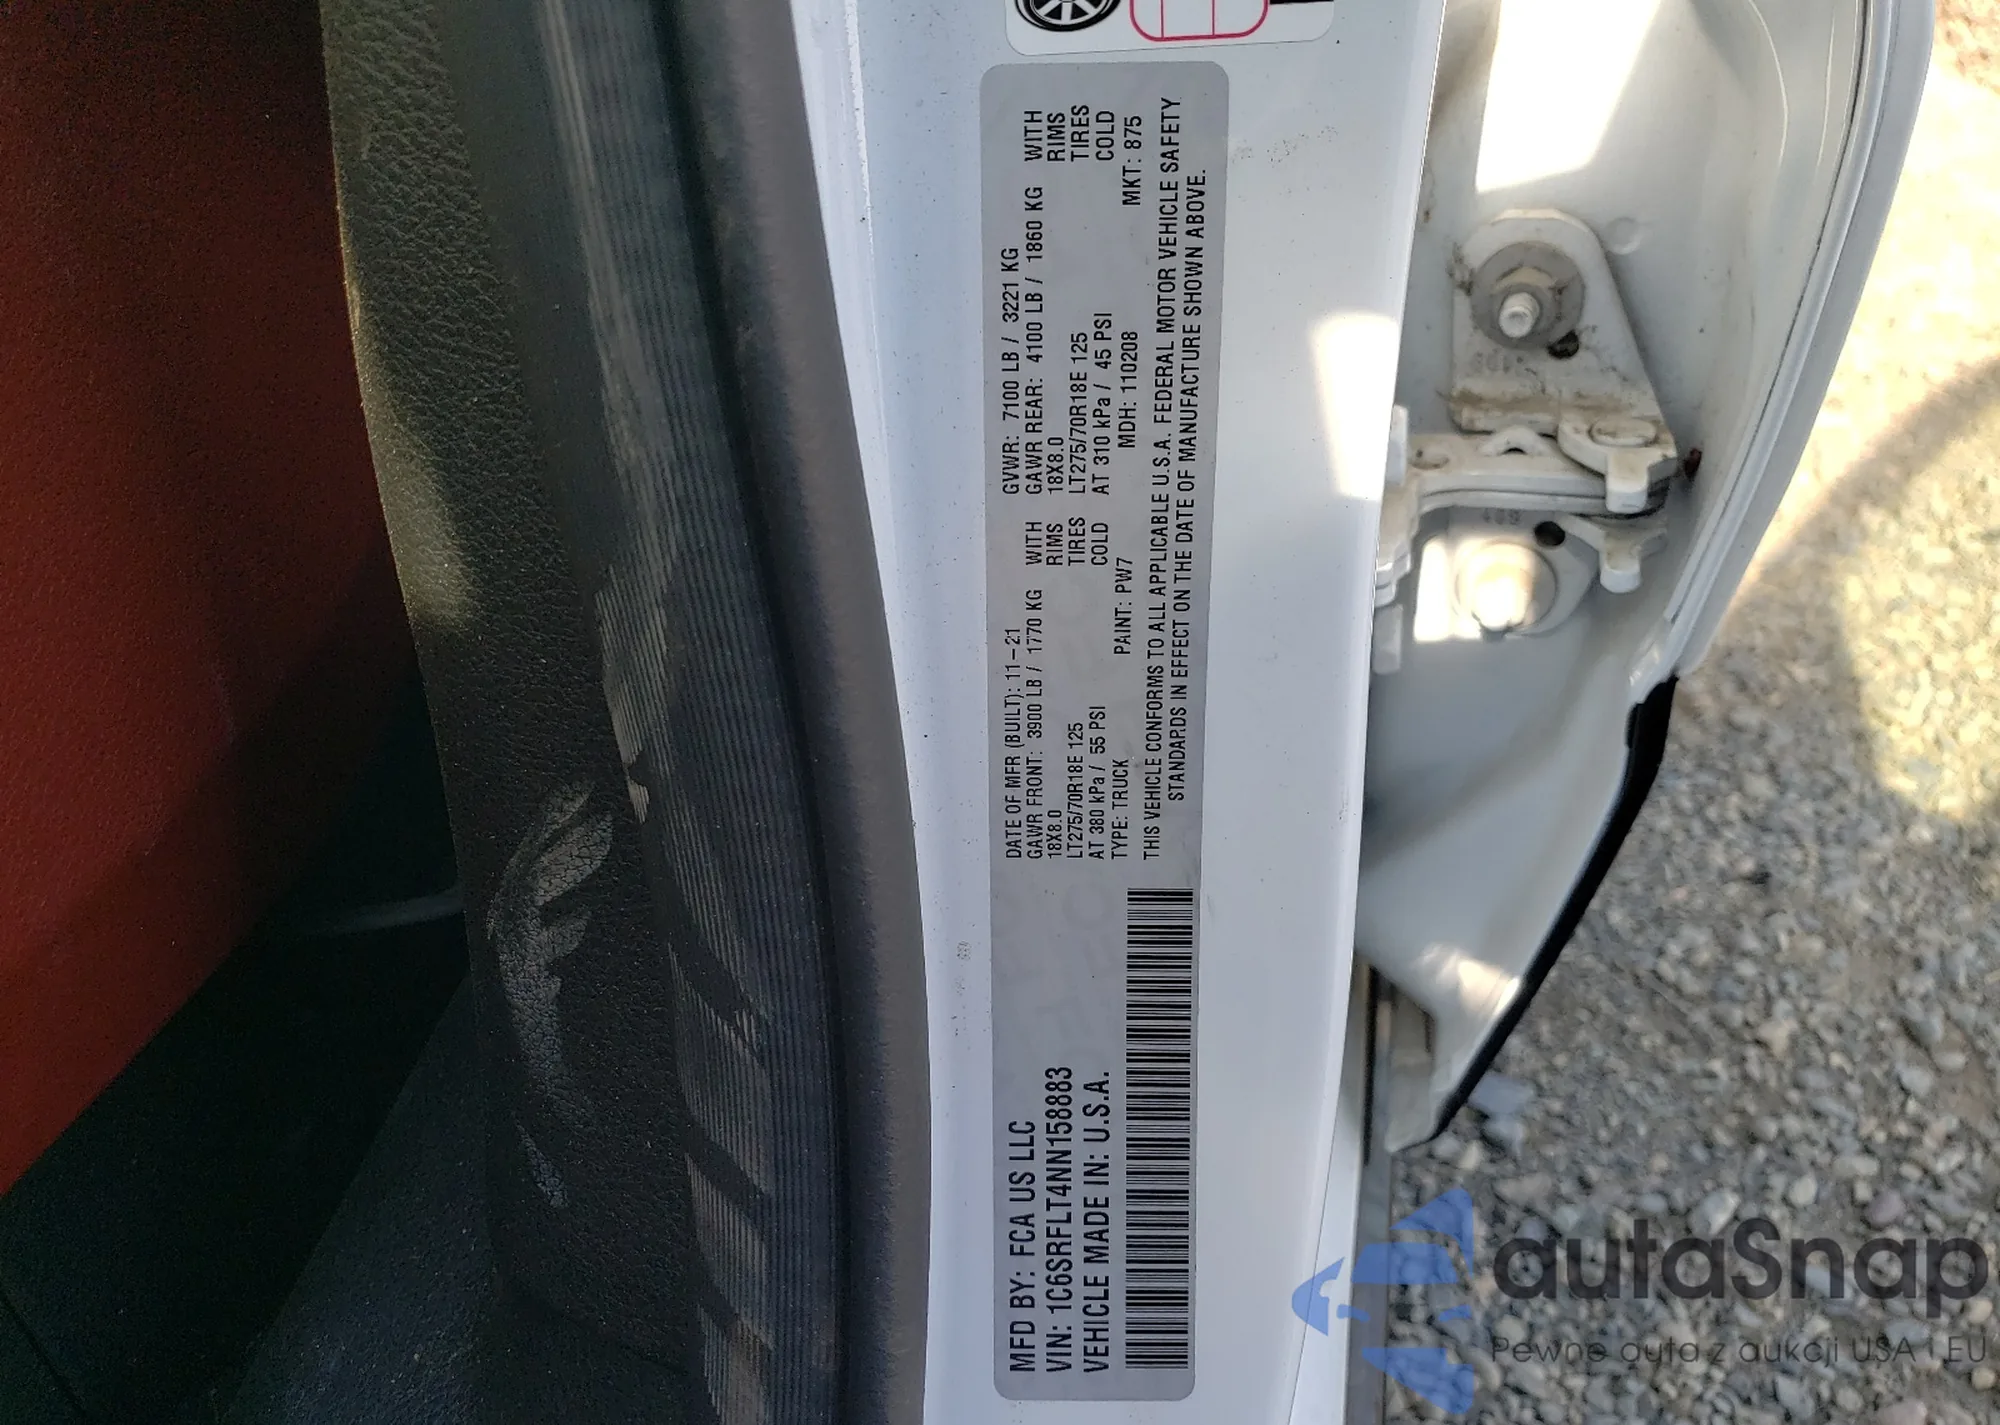 MFD BY: FCA US LLC
VIN: 1C6SRFLT4NN158883
VEHICLE MADE IN: U.S.A.
DATE OF MFR (BUILT): 11-21 GVWR: 7100 LB / 3221 KG
GAWR FRONT: 3900 LB / 1770 KG WITH GAWR REAR: 4100 LB / 1860 KG WITH
18X8.0 RIMS 18X8.0 RIMS
LT275/70R18E 125 TIRES LT275/70R18E 125 TIRES
AT 380 kPa / 55 PSI COLD AT 310 kPa / 45 PSI COLD
TYPE: TRUCK PAINT: PW7 MDH: 110208 MKT: 875
THIS VEHICLE CONFORMS TO ALL APPLICABLE U.S.A. FEDERAL MOTOR VEHICLE SAFETY
STANDARDS IN EFFECT ON THE DATE OF MANUFACTURE SHOWN ABOVE.
autoSnap
Pewne auta z aukcji USA i EU